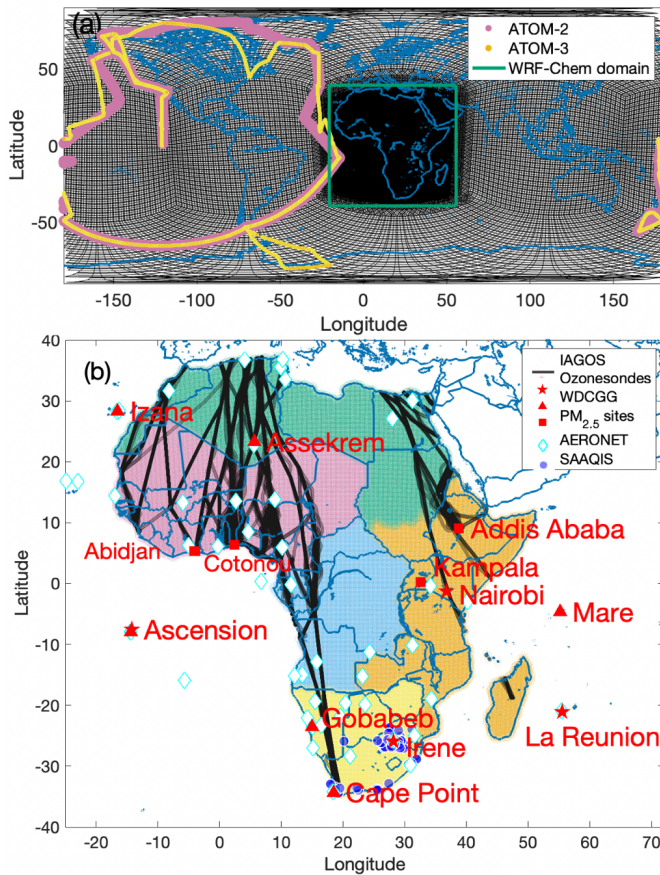 (a)
ATOM-2
ATOM-3
WRF-Chem domain
50
0
-50
Latitude
-150
-100
-50
0
50
100
150
Longitude
(b)
40
30
20
10
0
-10
-20
-30
-40
Latitude
IAGOS
Ozonesondes
WDCGG
PM2.5 sites
AERONET
SAAQIS
Izana
Assekrem
Addis Ababa
Abidjan
Cotonou
Kampala
Nairobi
Mare
Ascension
Gobabeb
La Reunion
Irene
Cape Point
-20
-10
0
10
20
30
40
50
60
70
Longitude